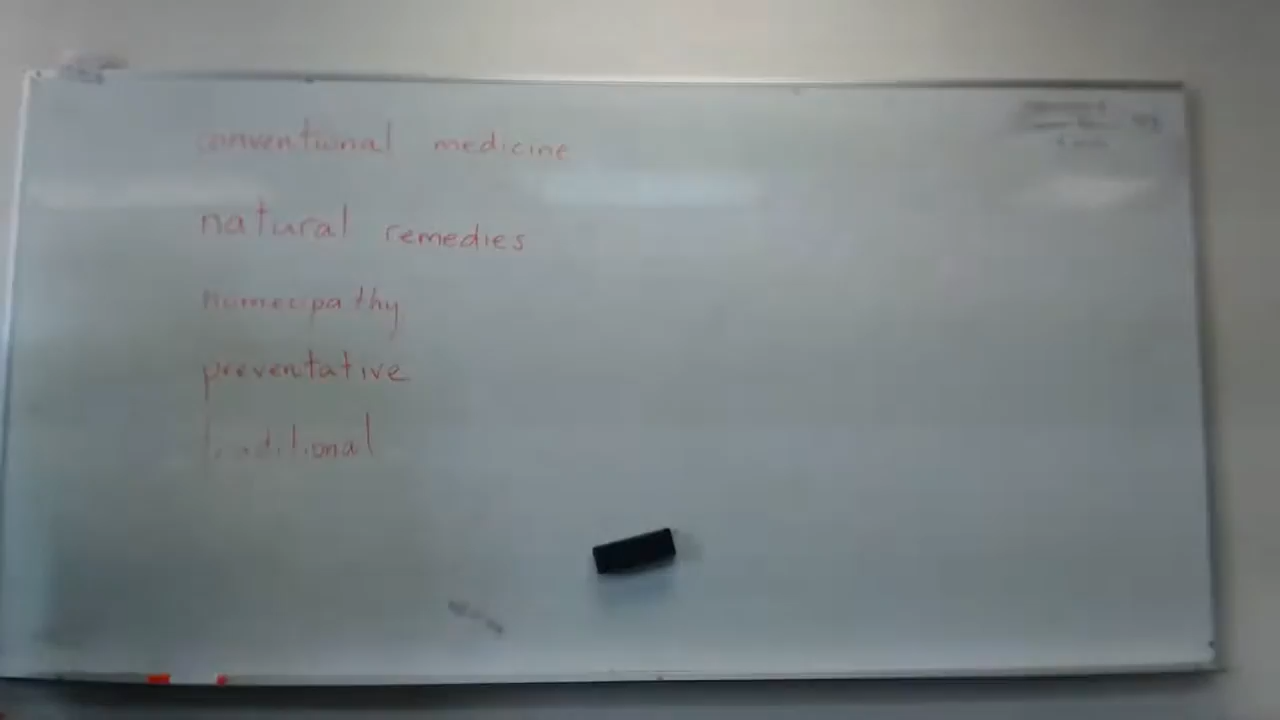 conventional medicine
natural remedies
homeopathy
preventative
traditional